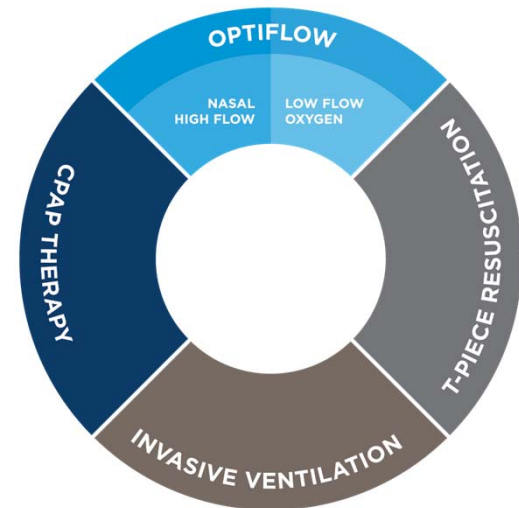 OPTIFLOW
NASAL
HIGH FLOW
LOW FLOW
OXYGEN
T-PIECE RESUSCITATION
INVASIVE VENTILATION
CPAP THERAPY